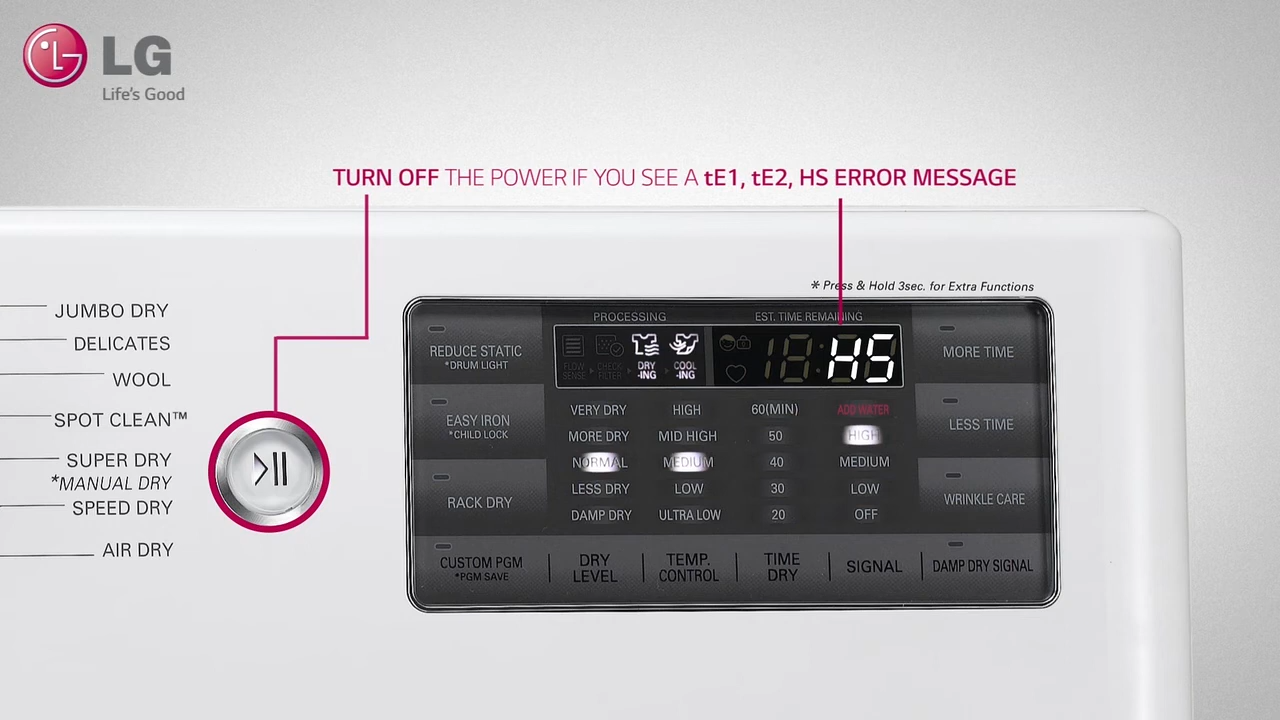 LG
Life's Good
TURN OFF THE POWER IF YOU SEE A tE1, tE2, HS ERROR MESSAGE
* Press & Hold 3sec. for Extra Functions
JUMBO DRY
DELICATES
WOOL
SPOT CLEAN™
SUPER DRY
*MANUAL DRY
SPEED DRY
AIR DRY
PROCESSING
EST. TIME REMAINING
REDUCE STATIC
*DRUM LIGHT
FLOW SENSE
CHECK FILTER
DRY -ING
COOL -ING
18:HS
MORE TIME
EASY IRON
*CHILD LOCK
VERY DRY HIGH 60(MIN) ADD WATER
MORE DRY MID HIGH 50 HIGH
NORMAL MEDIUM 40 MEDIUM
LESS DRY LOW 30 LOW
DAMP DRY ULTRA LOW 20 OFF
LESS TIME
RACK DRY
WRINKLE CARE
CUSTOM PGM
*PGM SAVE
DRY LEVEL
TEMP. CONTROL
TIME DRY
SIGNAL
DAMP DRY SIGNAL